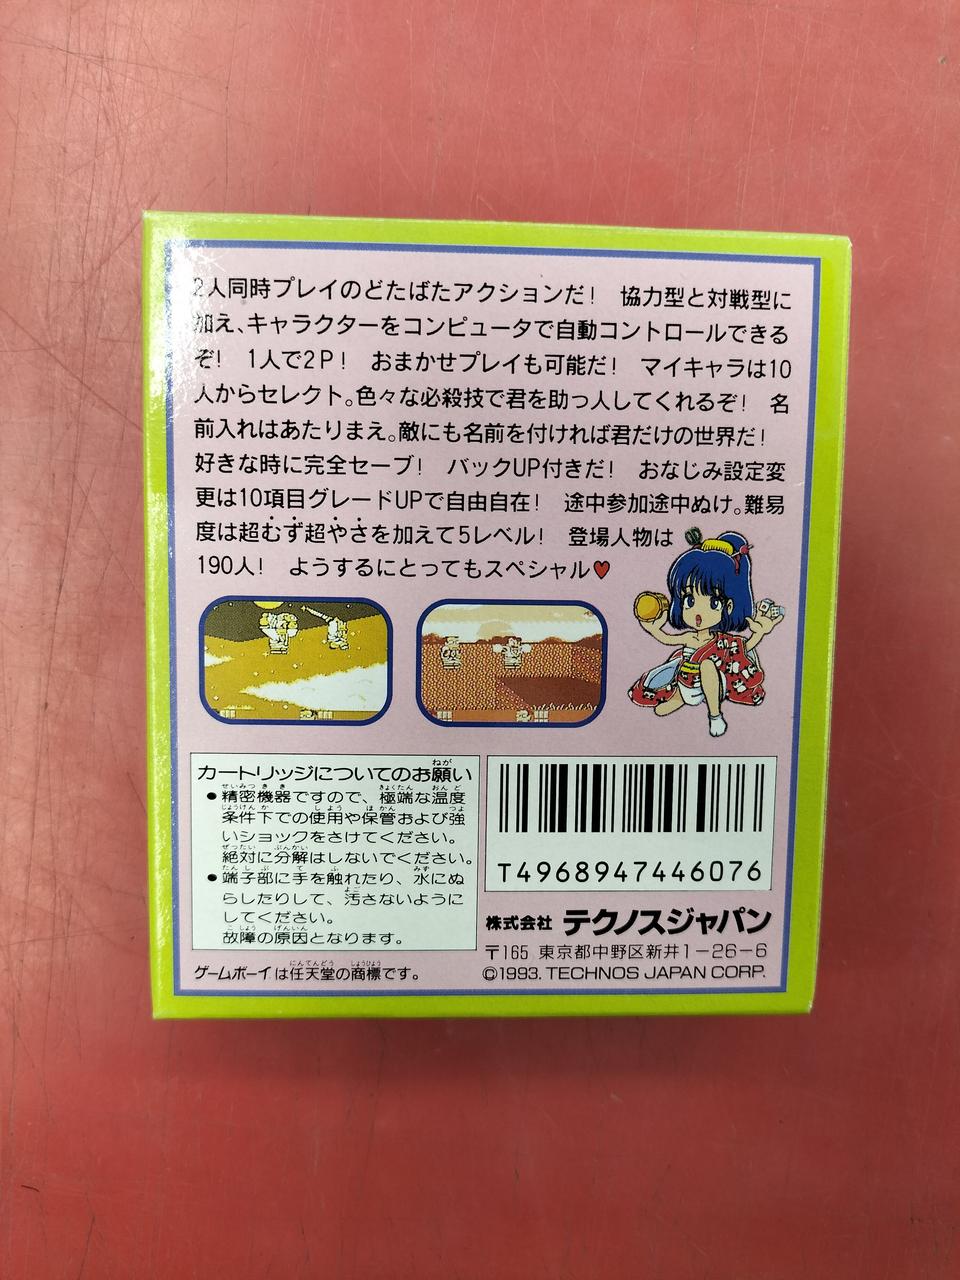 2人同時プレイのどたばたアクションだ！ 協力型と対戦型に
加え、キャラクターをコンピュータで自動コントロールできる
ぞ！ 1人で2P！ おまかせプレイも可能だ！ マイキャラは10
人からセレクト。色々な必殺技で君を助っ人してくれるぞ！ 名
前入れはあたりまえ。敵にも名前を付ければ君だけの世界だ！
好きな時に完全セーブ！ バックUP付きだ！ おなじみ設定変
更は10項目グレードUPで自由自在！ 途中参加途中ぬけ。難易
度は超むず超やさを加えて5レベル！ 登場人物は
190人！ ようするにとってもスペシャル♥
カートリッジについてのお願い
●精密機器ですので、極端な温度
条件下での使用や保管および強
いショックをさけてください。
絶対に分解はしないでください。
●端子部に手を触れたり、水にぬ
らしたりして、汚さないように
してください。
故障の原因となります。
ゲームボーイは任天堂の商標です。
T4968947446076
株式会社 テクノスジャパン
〒165 東京都中野区新井1-26-6
©1993. TECHNOS JAPAN CORP.